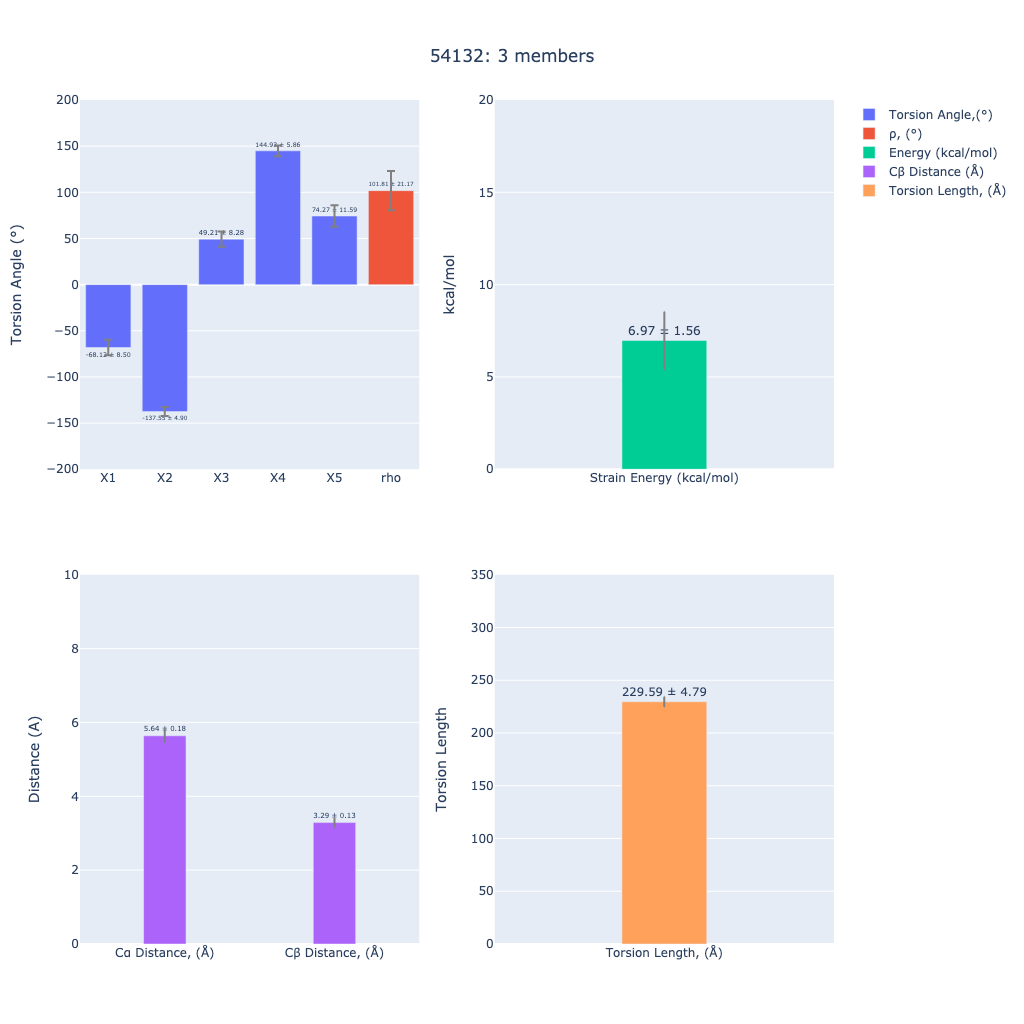 54132: 3 members
Torsion Angle (°)
200
150
100
50
0
−50
−100
−150
−200
144.93 ± 5.86
101.81 ± 21.17
74.27 ± 11.59
49.21 ± 8.28
-68.12 ± 8.50
-137.55 ± 4.90
X1 X2 X3 X4 X5 rho
kcal/mol
20
15
10
5
0
6.97 ± 1.56
Strain Energy (kcal/mol)
Torsion Angle,(°)
ρ, (°)
Energy (kcal/mol)
Cβ Distance (Å)
Torsion Length, (Å)
Distance (A)
10
8
6
4
2
0
5.64 ± 0.18
3.29 ± 0.13
Cα Distance, (Å) Cβ Distance, (Å)
Torsion Length
350
300
250
200
150
100
50
0
229.59 ± 4.79
Torsion Length, (Å)